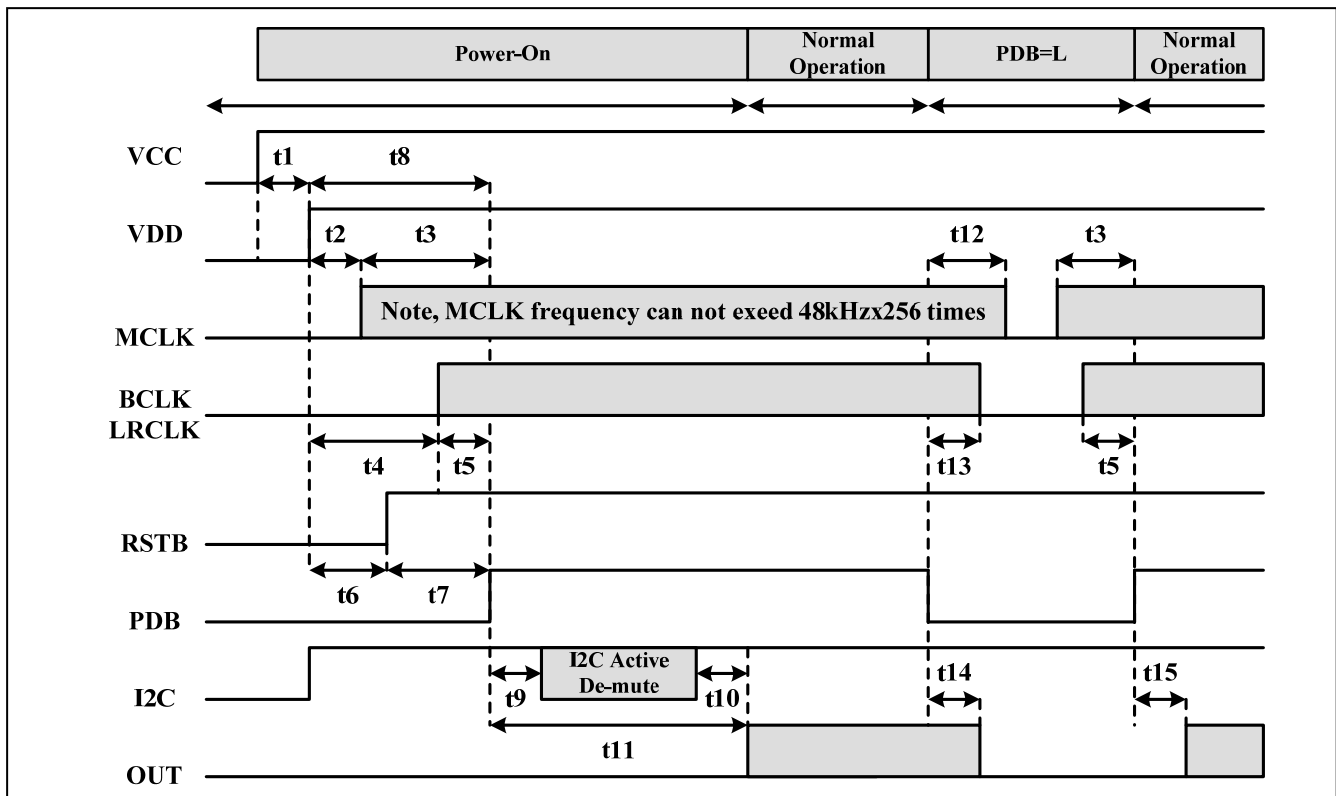 Power-On
Normal
Operation
PDB=L
Normal
Operation
VCC
t1
t8
VDD
t2
t3
t12
t3
MCLK
Note, MCLK frequency can not exeed 48kHzx256 times
BCLK
LRCLK
t4
t5
t13
t5
RSTB
t6
t7
PDB
I2C
t9
I2C Active
De-mute
t10
t14
t15
t11
OUT